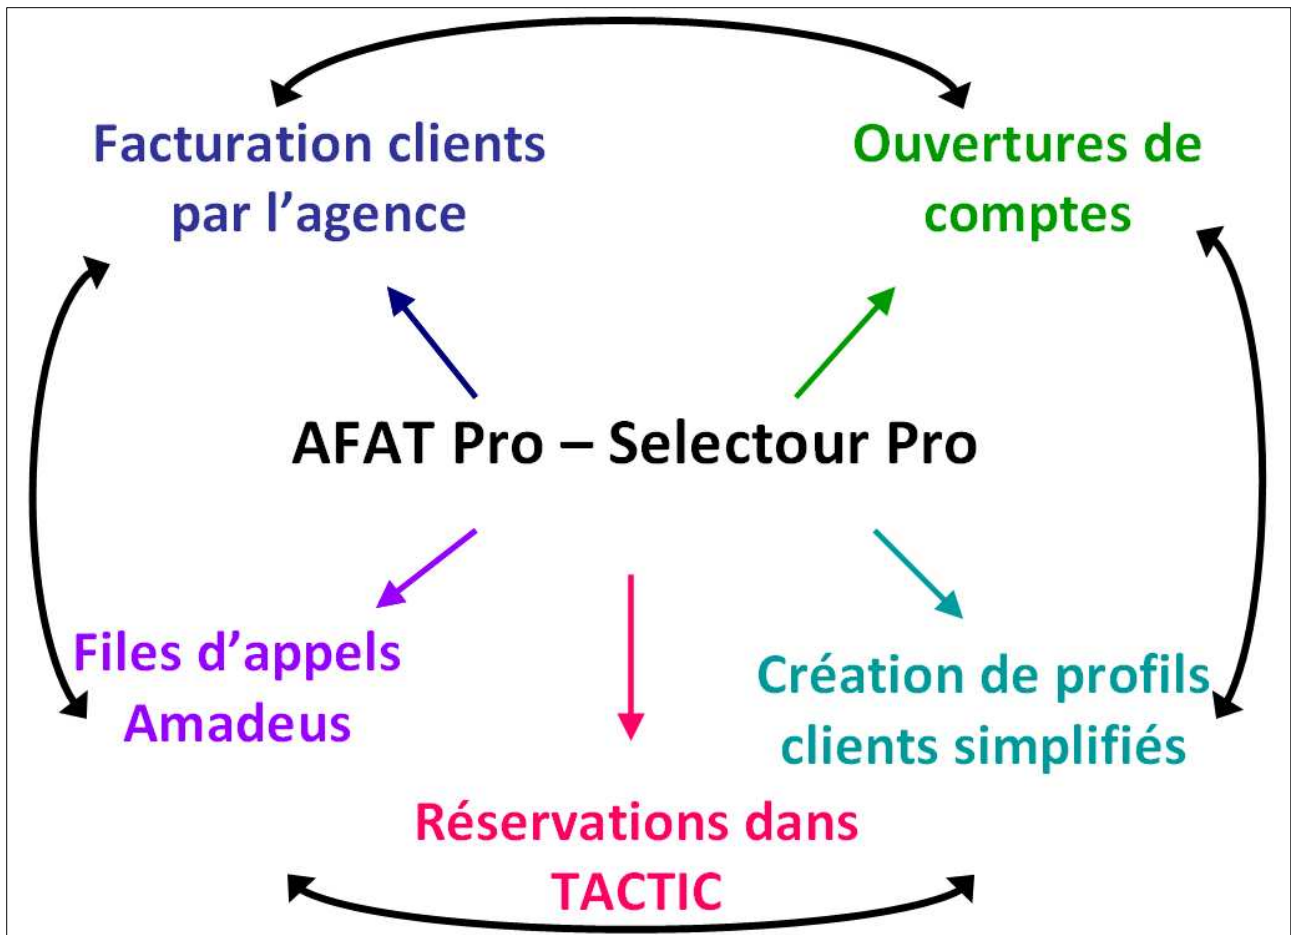 Facturation clients
par l’agence
Ouvertures de
comptes
AFAT Pro – Selectour Pro
Files d’appels
Amadeus
Création de profils
clients simplifiés
Réservations dans
TACTIC